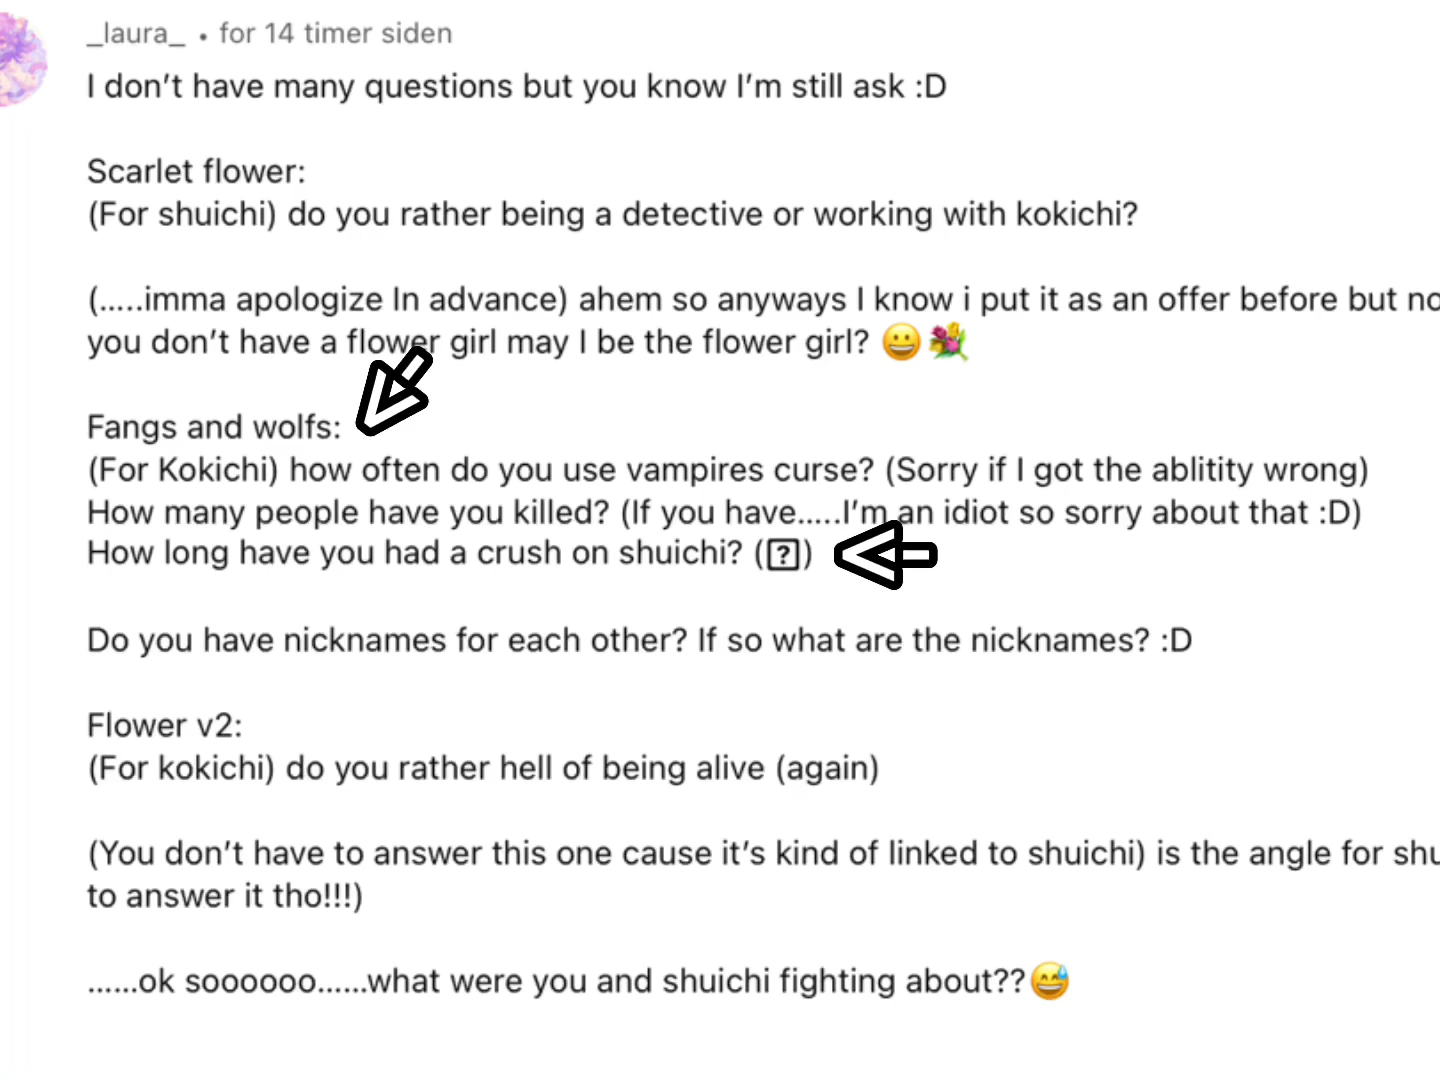 _laura_ • for 14 timer siden
I don't have many questions but you know I'm still ask :D
Scarlet flower:
(For shuichi) do you rather being a detective or working with kokichi?
(.....imma apologize In advance) ahem so anyways I know i put it as an offer before but
you don't have a flower girl may I be the flower girl? 😀 💐
Fangs and wolfs:
(For Kokichi) how often do you use vampires curse? (Sorry if I got the ablitity wrong)
How many people have you killed? (If you have.....I'm an idiot so sorry about that :D)
How long have you had a crush on shuichi? (⍰)
Do you have nicknames for each other? If so what are the nicknames? :D
Flower v2:
(For kokichi) do you rather hell of being alive (again)
(You don't have to answer this one cause it's kind of linked to shuichi) is the angle for
to answer it tho!!!)
......ok soooooo......what were you and shuichi fighting about??😅